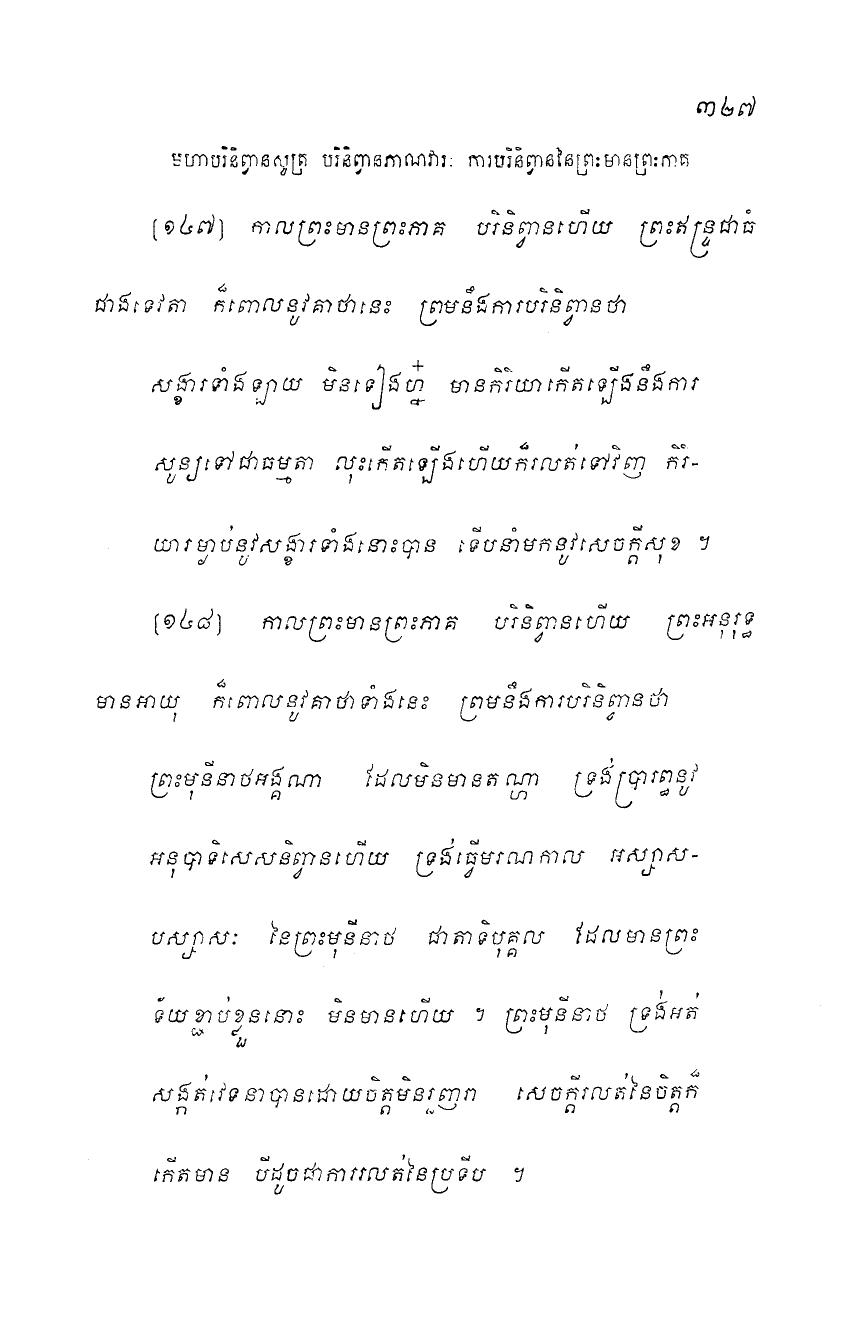 ៣២៧
មហាបរិនិព្វានសូត្រ បរិនិព្វានភាណវារៈ ការបរិនិព្វាននៃព្រះមានព្រះភាគ
[១៤៧] កាលព្រះមានព្រះភាគ បរិនិព្វានហើយ ព្រះឥន្ទ្រជាធំ
ជាងទេវតា ក៏ពោលនូវគាថានេះ ព្រមនឹងការបរិនិព្វានថា
សង្ខារទាំងឡាយ មិនទៀងហ្ន៎ មានកិរិយាកើតឡើងនឹងការ
សូន្យទៅជាធម្មតា លុះកើតឡើងហើយក៏រលត់ទៅវិញ កិរិ-
យារម្ងាប់នូវសង្ខារទាំងនោះបាន ទើបនាំមកនូវសេចក្តីសុខ ។
[១៤៨] កាលព្រះមានព្រះភាគ បរិនិព្វានហើយ ព្រះអនុរុទ្ធ
មានអាយុ ក៏ពោលនូវគាថាទាំងនេះ ព្រមនឹងការបរិនិព្វានថា
ព្រះមុនីនាថអង្គណា ដែលមិនមានតណ្ហា ទ្រង់ប្រារព្ធនូវ
អនុបាទិសេសនិព្វានហើយ ទ្រង់ធ្វើមរណកាល អស្សាស-
បស្សាសៈ នៃព្រះមុនីនាថ ជាតាទិបុគ្គល ដែលមានព្រះ
ទ័យខ្ជាប់ខ្ជួននោះ មិនមានហើយ ។ ព្រះមុនីនាថ ទ្រង់អត់
សង្កត់វេទនាបានដោយចិត្តមិនរួញរា សេចក្តីរលត់នៃចិត្តក៏
កើតមាន បីដូចជាការរលត់នៃប្រទីប ។